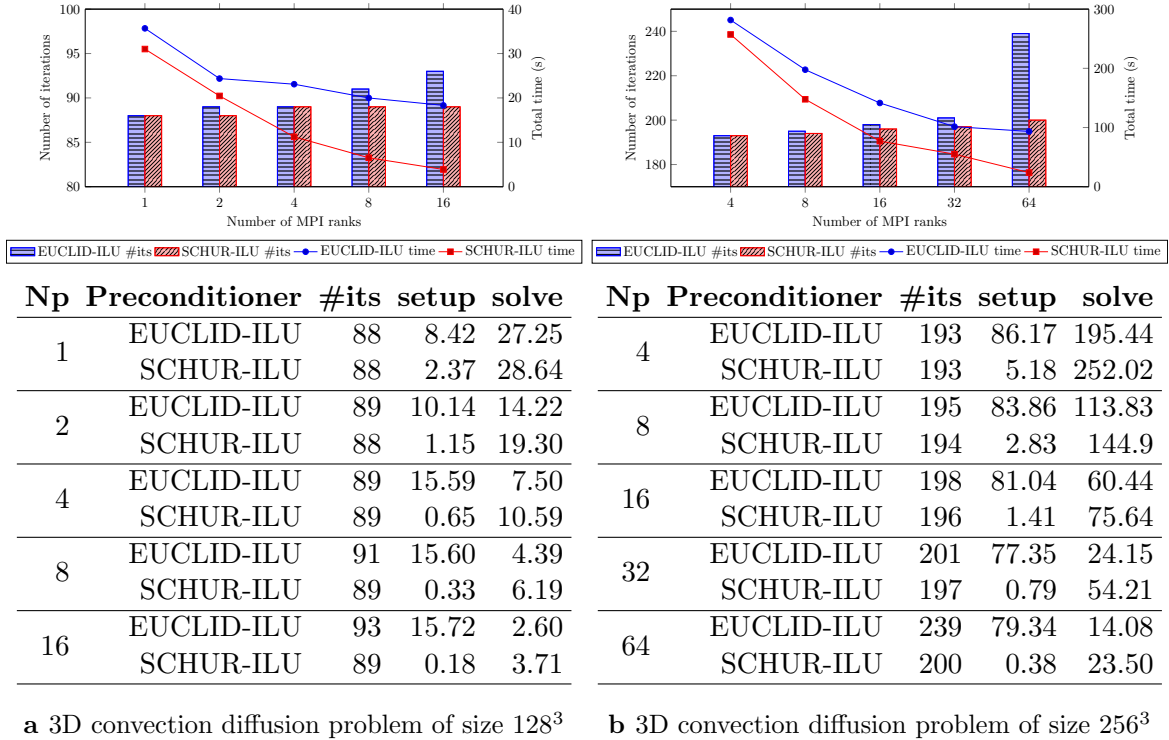 100
95
90
85
80
Number of iterations
40
30
20
10
0
Total time (s)
1 2 4 8 16
Number of MPI ranks
EUCLID-ILU #its SCHUR-ILU #its EUCLID-ILU time SCHUR-ILU time
260
240
220
200
180
Number of iterations
300
200
100
0
Total time (s)
4 8 16 32 64
Number of MPI ranks
EUCLID-ILU #its SCHUR-ILU #its EUCLID-ILU time SCHUR-ILU time
Np Preconditioner #its setup solve
1
EUCLID-ILU 88 8.42 27.25
SCHUR-ILU 88 2.37 28.64
2
EUCLID-ILU 89 10.14 14.22
SCHUR-ILU 88 1.15 19.30
4
EUCLID-ILU 89 15.59 7.50
SCHUR-ILU 89 0.65 10.59
8
EUCLID-ILU 91 15.60 4.39
SCHUR-ILU 89 0.33 6.19
16
EUCLID-ILU 93 15.72 2.60
SCHUR-ILU 89 0.18 3.71
a 3D convection diffusion problem of size 128³
Np Preconditioner #its setup solve
4
EUCLID-ILU 193 86.17 195.44
SCHUR-ILU 193 5.18 252.02
8
EUCLID-ILU 195 83.86 113.83
SCHUR-ILU 194 2.83 144.9
16
EUCLID-ILU 198 81.04 60.44
SCHUR-ILU 196 1.41 75.64
32
EUCLID-ILU 201 77.35 24.15
SCHUR-ILU 197 0.79 54.21
64
EUCLID-ILU 239 79.34 14.08
SCHUR-ILU 200 0.38 23.50
b 3D convection diffusion problem of size 256³